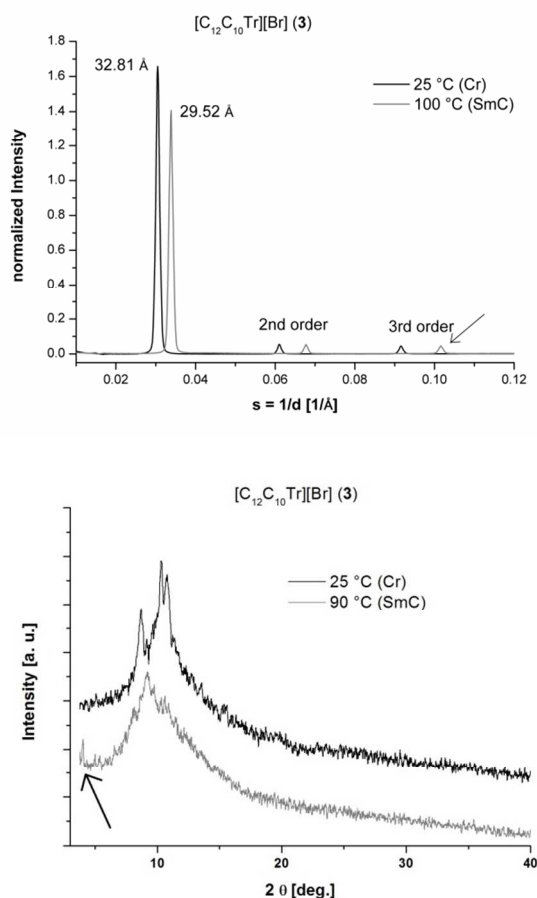 [C₁₂C₁₀Tr][Br] (3)
1.8
1.6
1.4
1.2
1.0
0.8
0.6
0.4
0.2
0.0
normalized Intensity
32.81 Å
29.52 Å
25 °C (Cr)
100 °C (SmC)
2nd order
3rd order
0.02 0.04 0.06 0.08 0.10 0.12
s = 1/d [1/Å]
[C₁₂C₁₀Tr][Br] (3)
25 °C (Cr)
90 °C (SmC)
Intensity [a. u.]
10 20 30 40
2 θ [deg.]